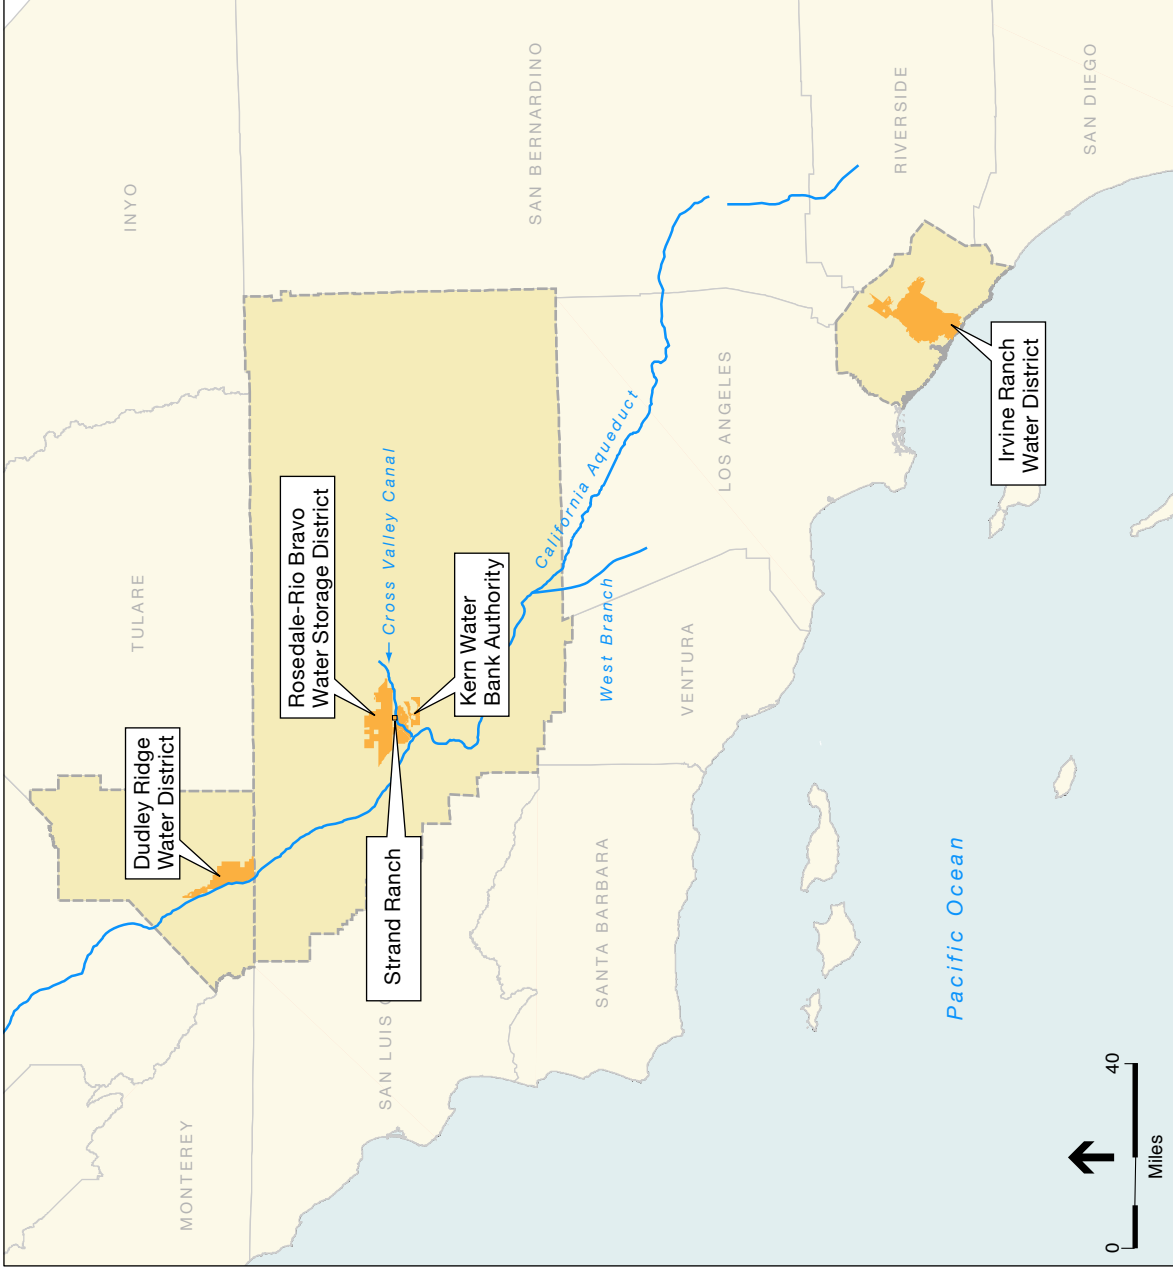 MONTEREY
TULARE
INYO
Dudley Ridge
Water District
Rosedale-Rio Bravo
Water Storage District
Cross Valley Canal
Strand Ranch
SAN LUIS
Kern Water
Bank Authority
California Aqueduct
SAN BERNARDINO
SANTA BARBARA
West Branch
VENTURA
LOS ANGELES
RIVERSIDE
Irvine Ranch
Water District
SAN DIEGO
Pacific Ocean
0
40
Miles